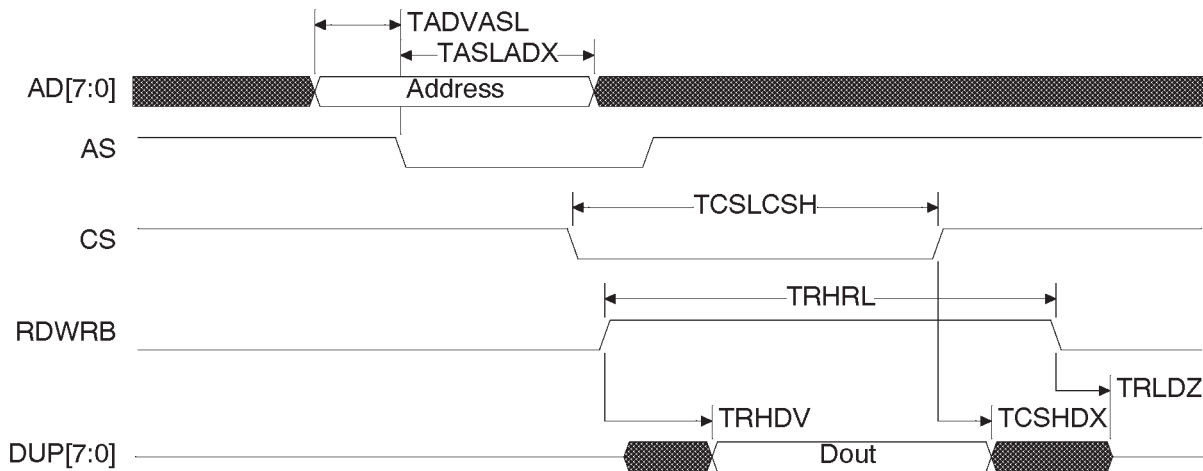 TADVASL
TASLADX
AD[7:0]
Address
AS
TCSLCSH
CS
TRHRL
RDWRB
TRLDZ
TRHDV
TCSHDX
DUP[7:0]
Dout